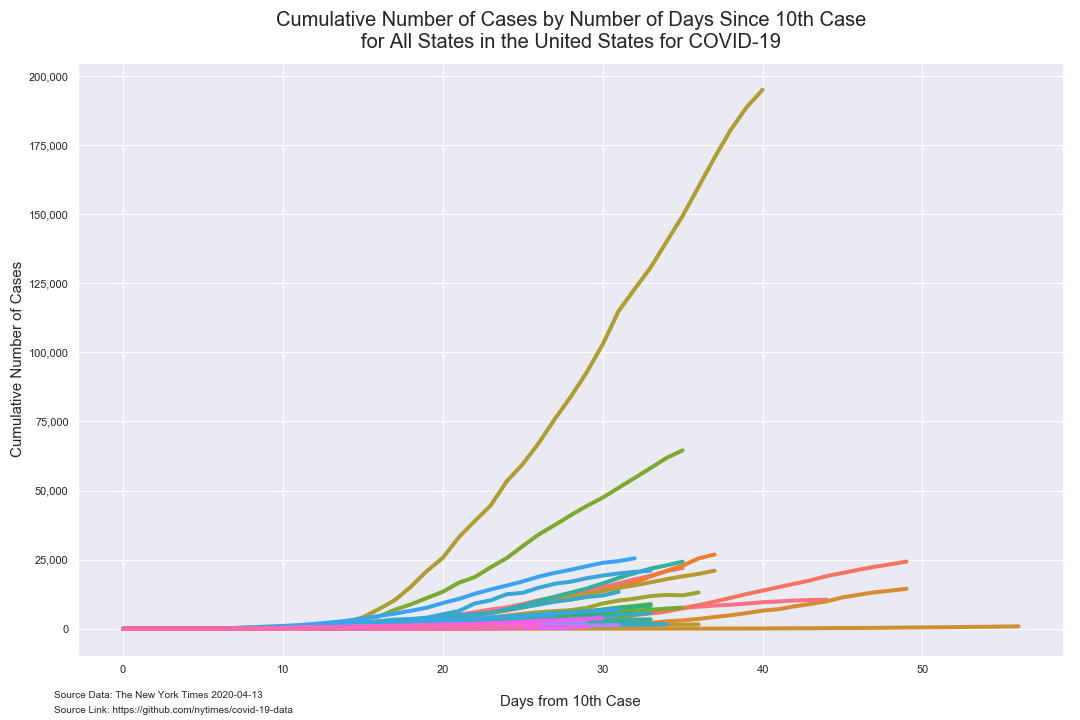 Cumulative Number of Cases by Number of Days Since 10th Case
for All States in the United States for COVID-19
Cumulative Number of Cases
200,000
175,000
150,000
125,000
100,000
75,000
50,000
25,000
0
0 10 20 30 40 50
Days from 10th Case
Source Data: The New York Times 2020-04-13
Source Link: https://github.com/nytimes/covid-19-data